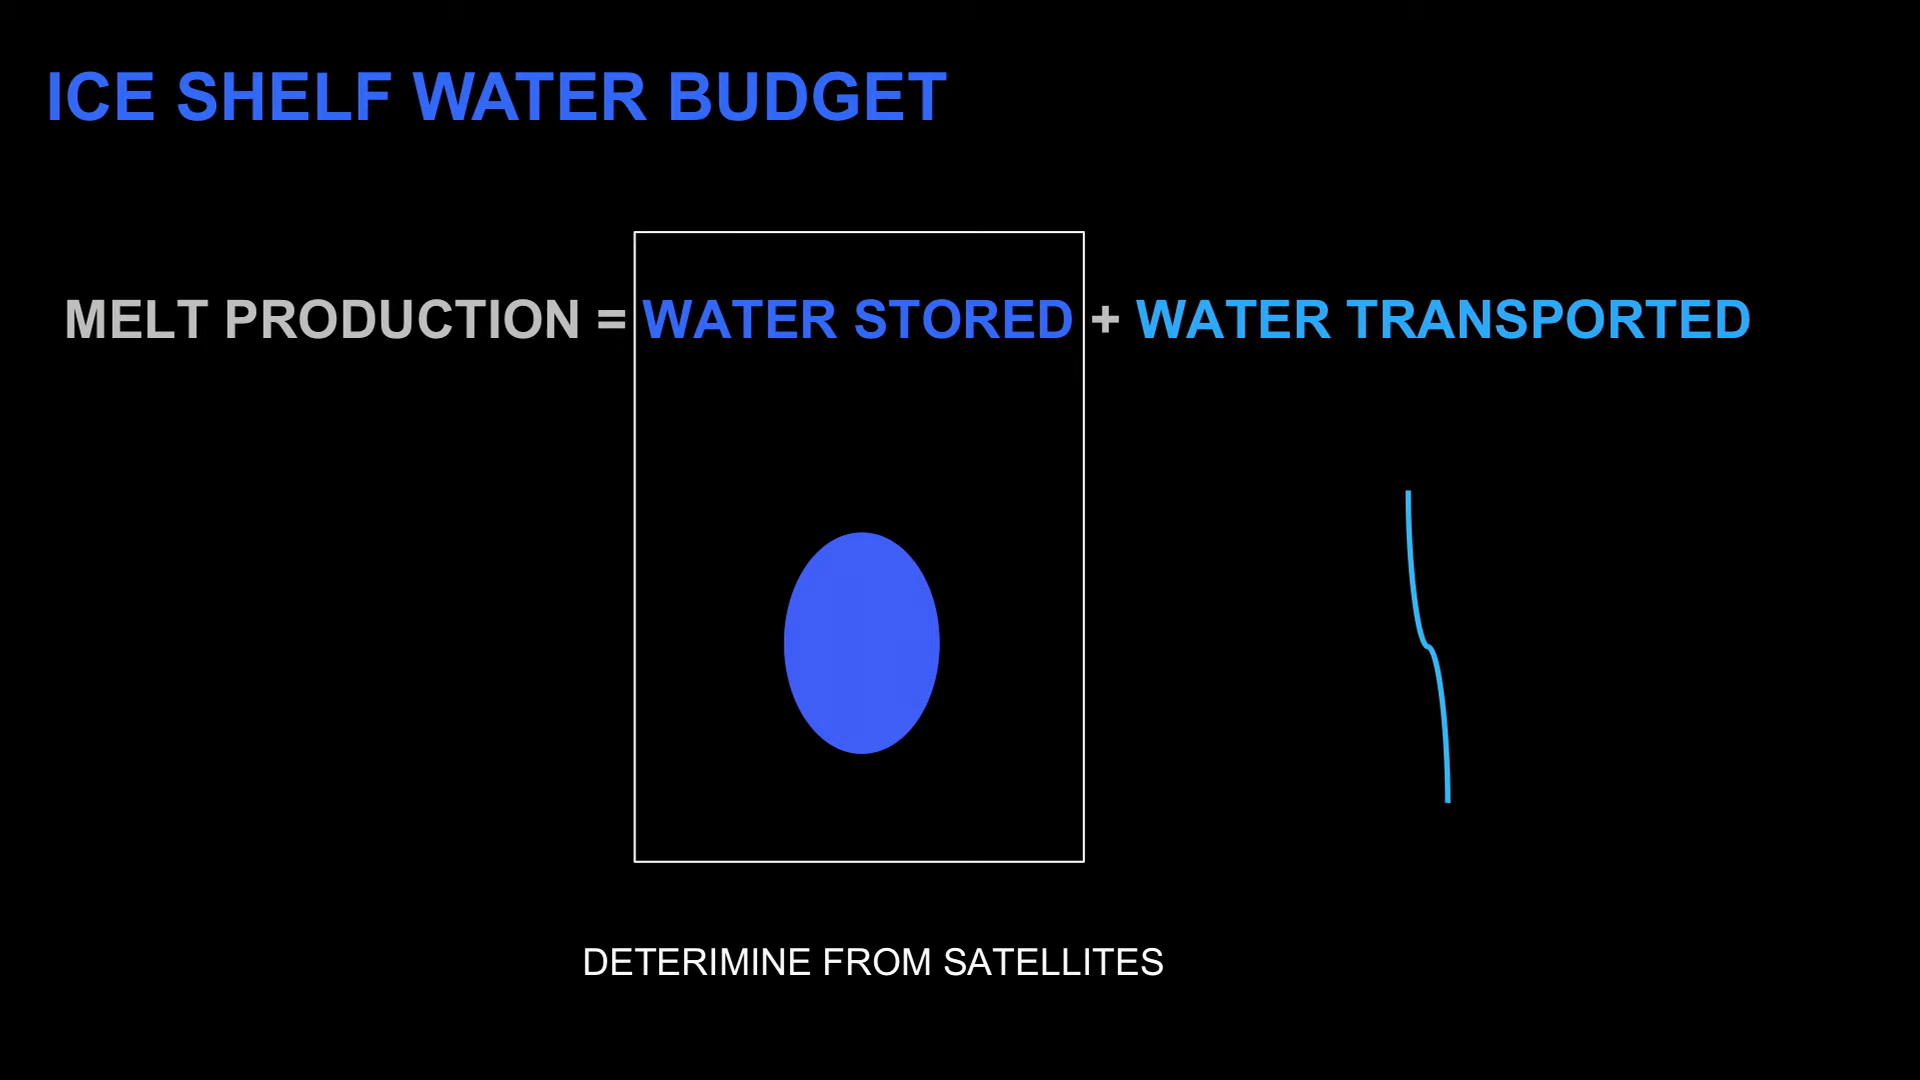 ICE SHELF WATER BUDGET
MELT PRODUCTION = WATER STORED + WATER TRANSPORTED
DETERIMINE FROM SATELLITES